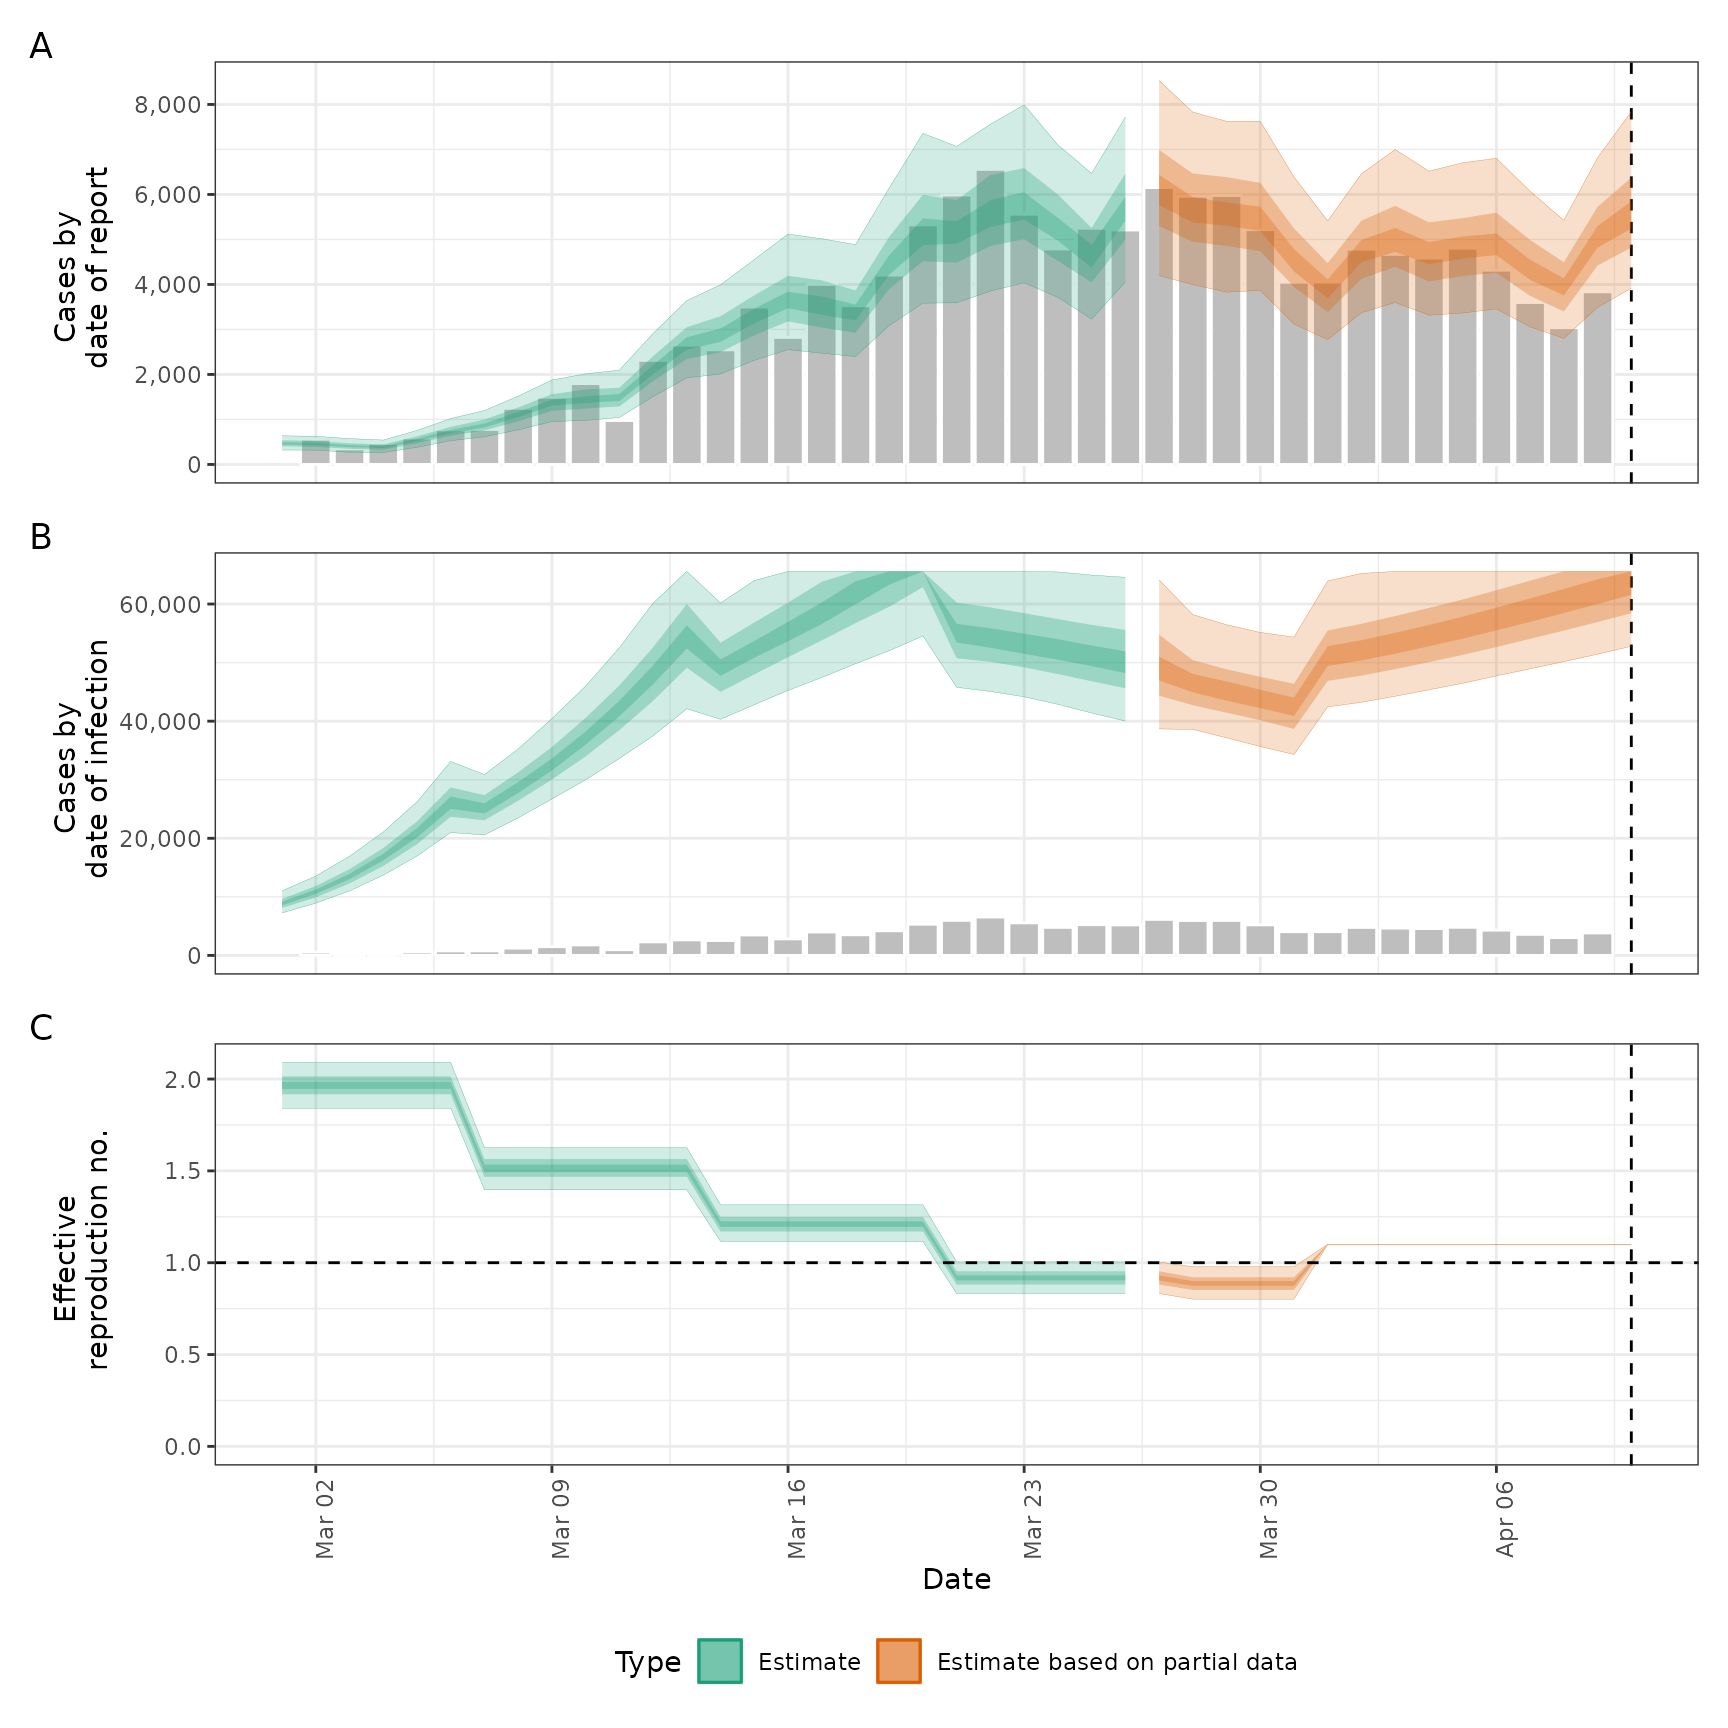 A
8,000
6,000
4,000
2,000
0
Cases by
date of report
B
60,000
40,000
20,000
0
Cases by
date of infection
C
2.0
1.5
1.0
0.5
0.0
Effective
reproduction no.
Mar 02
Mar 09
Mar 16
Mar 23
Mar 30
Apr 06
Date
Type
Estimate
Estimate based on partial data